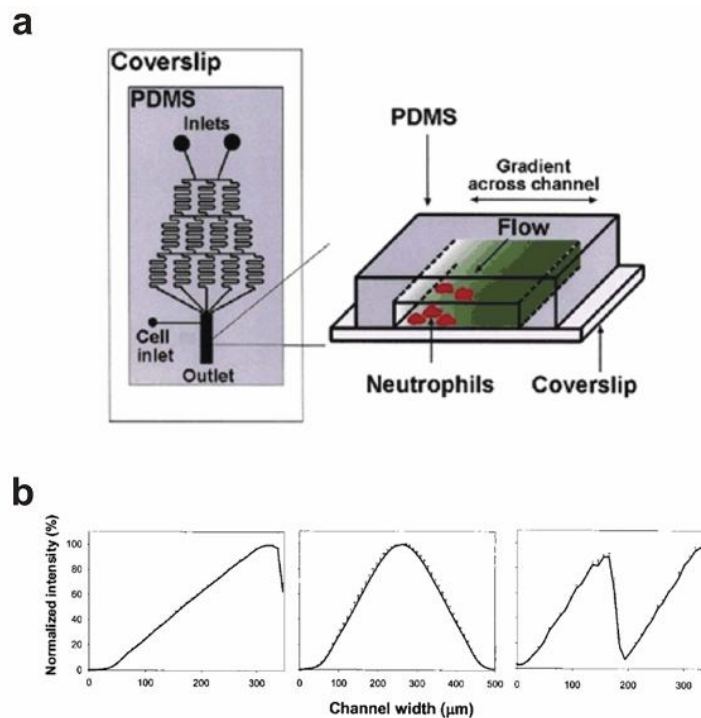 a
Coverslip
PDMS
Inlets
Cell
inlet
Outlet
PDMS
Gradient
across channel
Flow
Neutrophils
Coverslip
b
Normalized intensity (%)
100
80
60
40
20
0
0 100 200 300
0 100 200 300 400 500
0 100 200 300
Channel width (μm)